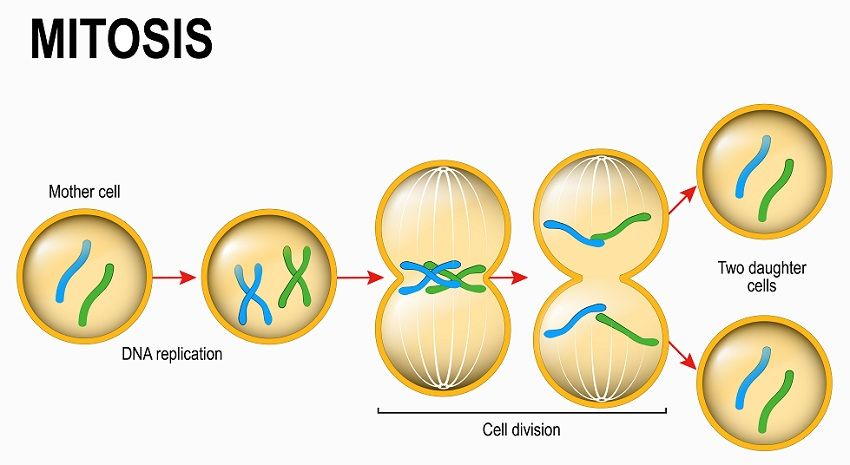 MITOSIS
Mother cell
DNA replication
Cell division
Two daughter
cells